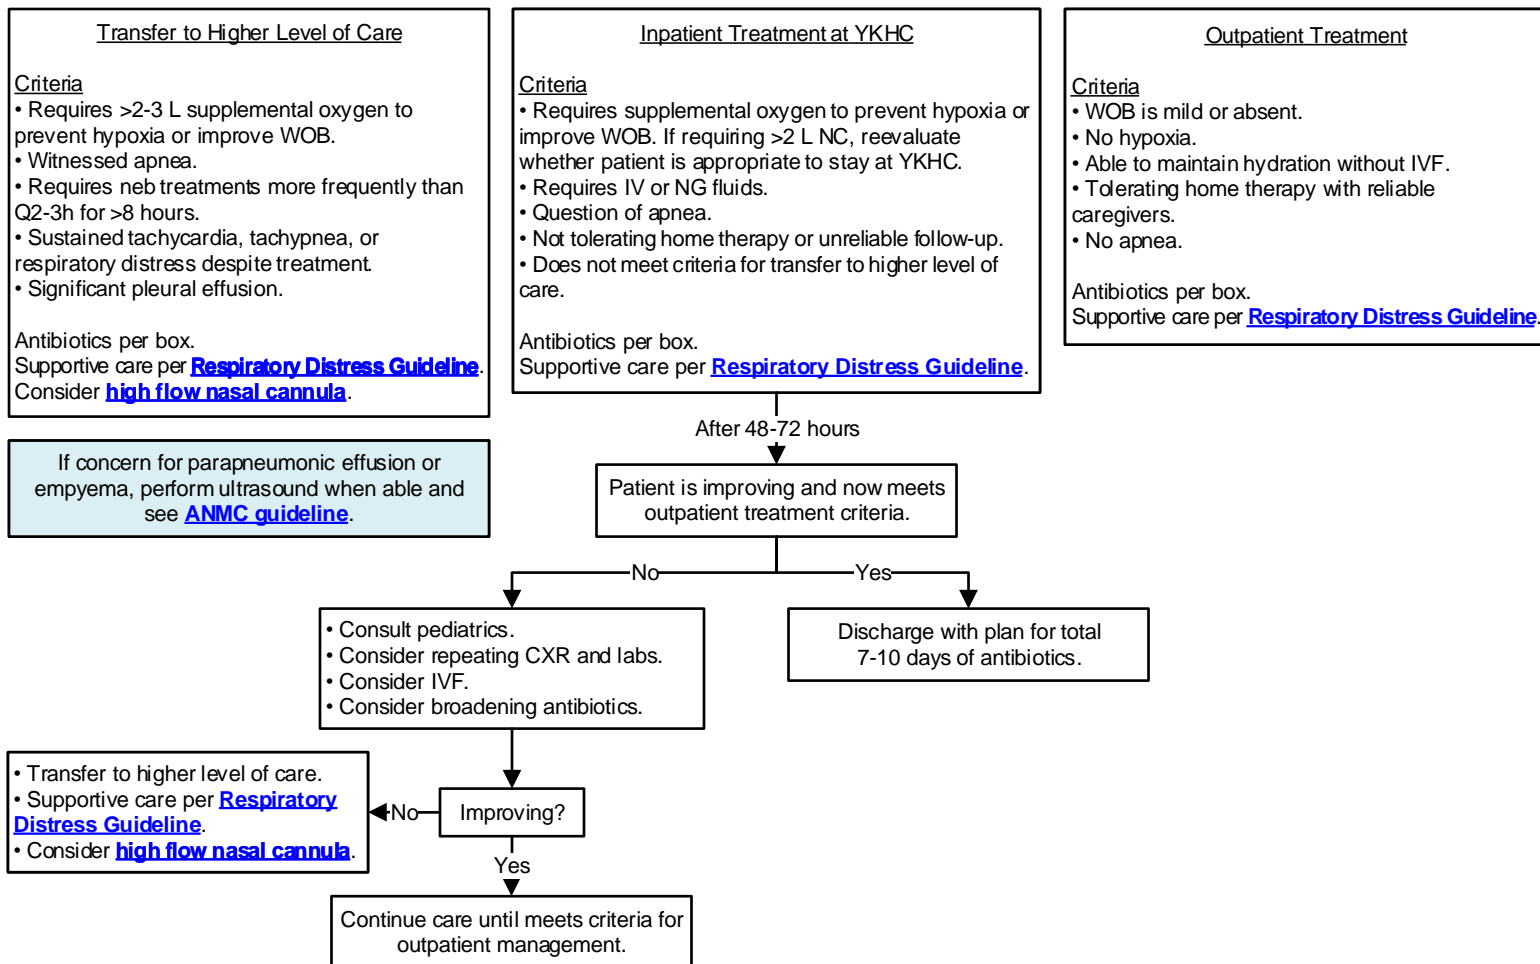 Transfer to Higher Level of Care
Criteria
• Requires >2-3 L supplemental oxygen to
prevent hypoxia or improve WOB.
• Witnessed apnea.
• Requires neb treatments more frequently than
Q2-3h for >8 hours.
• Sustained tachycardia, tachypnea, or
respiratory distress despite treatment.
• Significant pleural effusion.
Antibiotics per box.
Supportive care per Respiratory Distress Guideline.
Consider high flow nasal cannula.
Inpatient Treatment at YKHC
Criteria
• Requires supplemental oxygen to prevent hypoxia or
improve WOB. If requiring >2 L NC, reevaluate
whether patient is appropriate to stay at YKHC.
• Requires IV or NG fluids.
• Question of apnea.
• Not tolerating home therapy or unreliable follow-up.
• Does not meet criteria for transfer to higher level of
care.
Antibiotics per box.
Supportive care per Respiratory Distress Guideline.
Outpatient Treatment
Criteria
• WOB is mild or absent.
• No hypoxia.
• Able to maintain hydration without IVF.
• Tolerating home therapy with reliable
caregivers.
• No apnea.
Antibiotics per box.
Supportive care per Respiratory Distress Guideline.
If concern for parapneumonic effusion or
empyema, perform ultrasound when able and
see ANMC guideline.
After 48-72 hours
Patient is improving and now meets
outpatient treatment criteria.
No
Yes
• Consult pediatrics.
• Consider repeating CXR and labs.
• Consider IVF.
• Consider broadening antibiotics.
Discharge with plan for total
7-10 days of antibiotics.
• Transfer to higher level of care.
• Supportive care per Respiratory
Distress Guideline.
• Consider high flow nasal cannula.
No
Improving?
Yes
Continue care until meets criteria for
outpatient management.